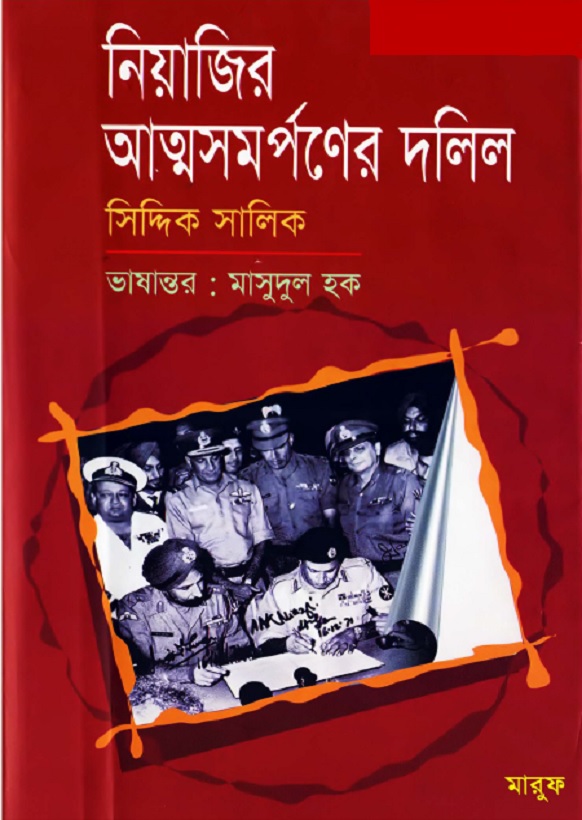 নিয়াজির
আত্মসমর্পণের দলিল
সিদ্দিক সালিক
ভাষান্তর : মাসুদুল হক
মারুফ